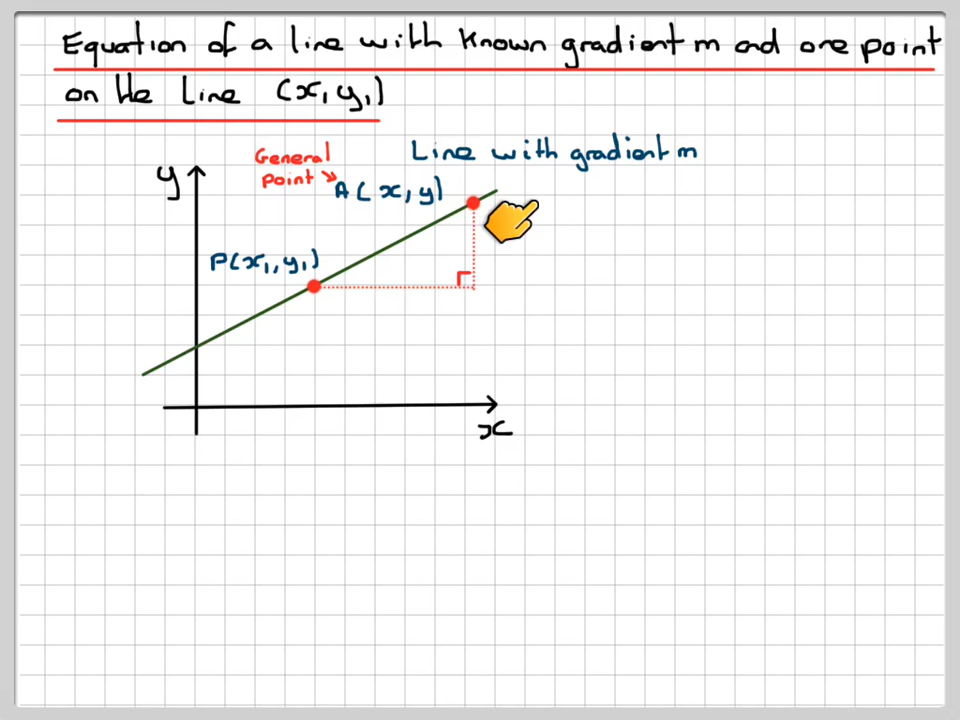 Equation of a line with known gradient m and one point
on the line (x₁ y₁)
Line with gradient m
General
point
A(x, y)
y
P(x₁, y₁)
x